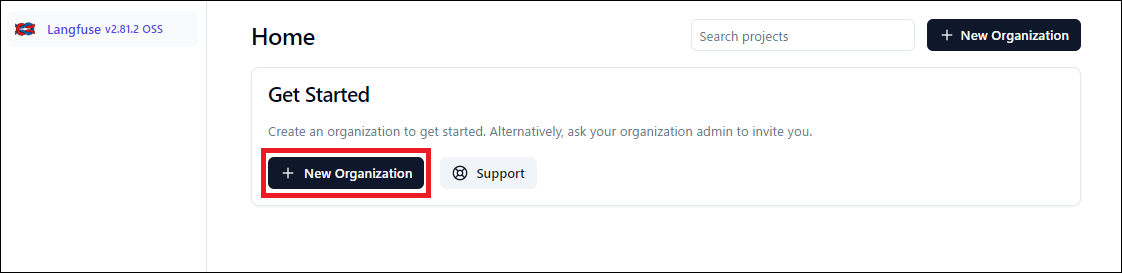 Langfuse v2.81.2 OSS
Home
Search projects
+ New Organization
Get Started
Create an organization to get started. Alternatively, ask your organization admin to invite you.
+ New Organization
Support